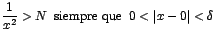 1/x² > N siempre que 0 < |x − 0| < δ